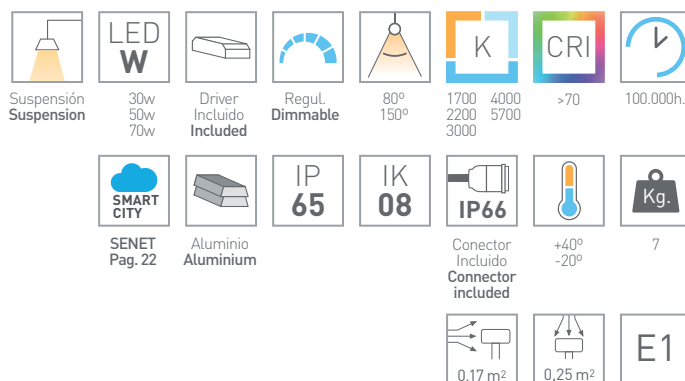 LED
W
K
CRI
Suspensión
Suspension
30w
50w
70w
Driver
Incluido
Included
Regul.
Dimmable
80º
150º
1700 4000
2200 5700
3000
>70
100.000h.
SMART
CITY
IP
65
IK
08
IP66
Kg.
SENET
Pag. 22
Aluminio
Aluminium
Conector
Incluido
Connector
included
+40º
-20º
7
0,17 m²
0,25 m²
E1